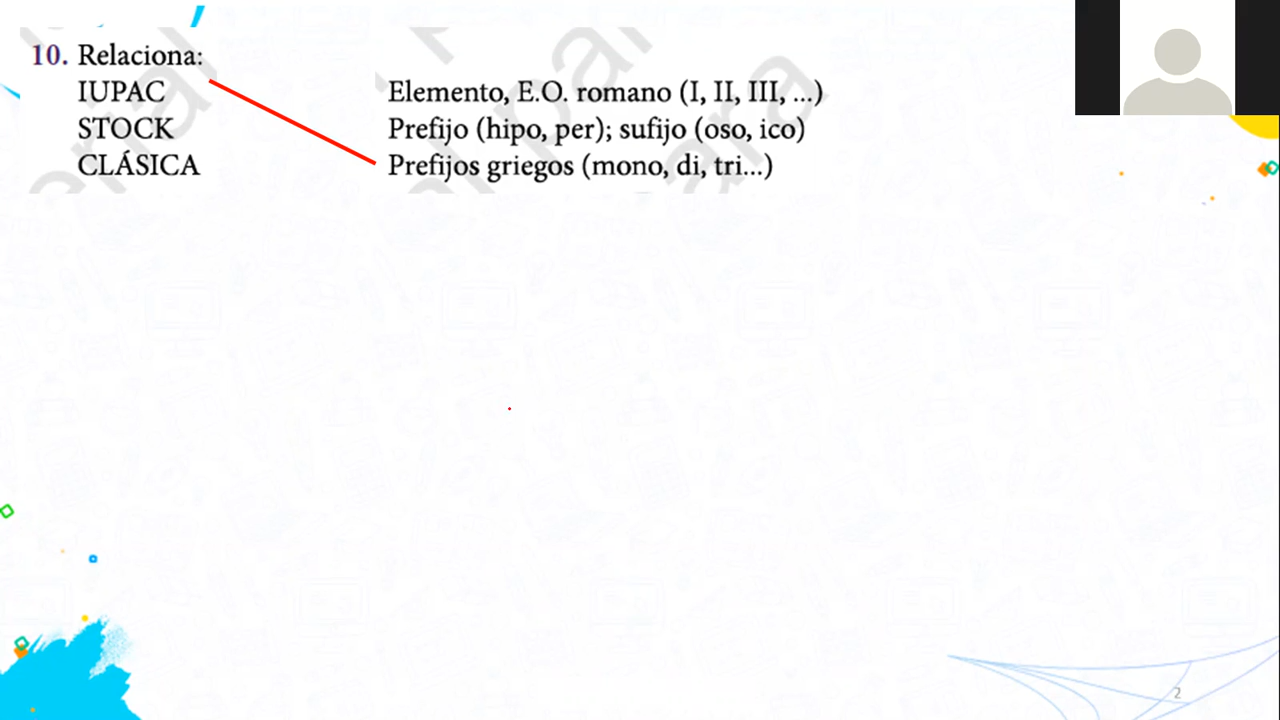 10. Relaciona:
IUPAC Elemento, E.O. romano (I, II, III, ...)
STOCK Prefijo (hipo, per); sufijo (oso, ico)
CLÁSICA Prefijos griegos (mono, di, tri...)
2